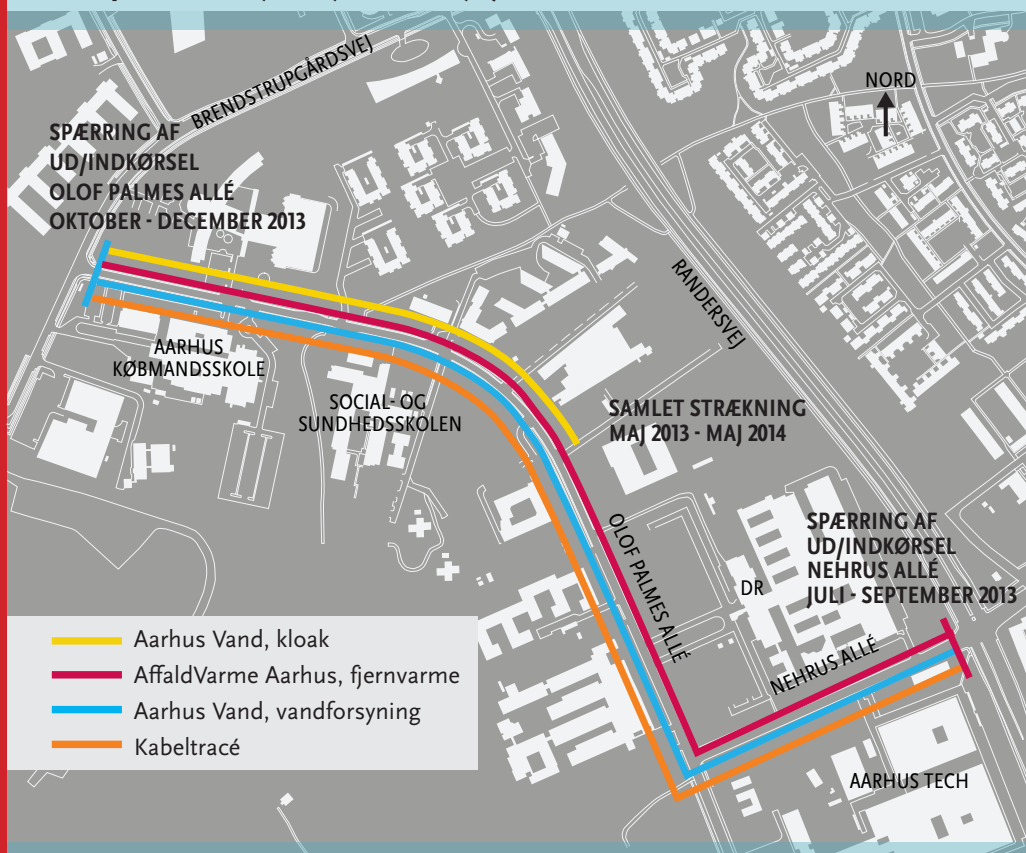 BRENDSTRUPGÅRDSVEJ
NORD
SPÆRRING AF
UD/INDKØRSEL
OLOF PALMES ALLÉ
OKTOBER - DECEMBER 2013
RANDERSVEJ
AARHUS
KØBMANDSSKOLE
SOCIAL- OG
SUNDHEDSSKOLEN
SAMLET STRÆKNING
MAJ 2013 - MAJ 2014
OLOF PALMES ALLÉ
DR
SPÆRRING AF
UD/INDKØRSEL
NEHRUS ALLÉ
JULI - SEPTEMBER 2013
NEHRUS ALLÉ
AARHUS TECH
Aarhus Vand, kloak
AffaldVarme Aarhus, fjernvarme
Aarhus Vand, vandforsyning
Kabeltracé